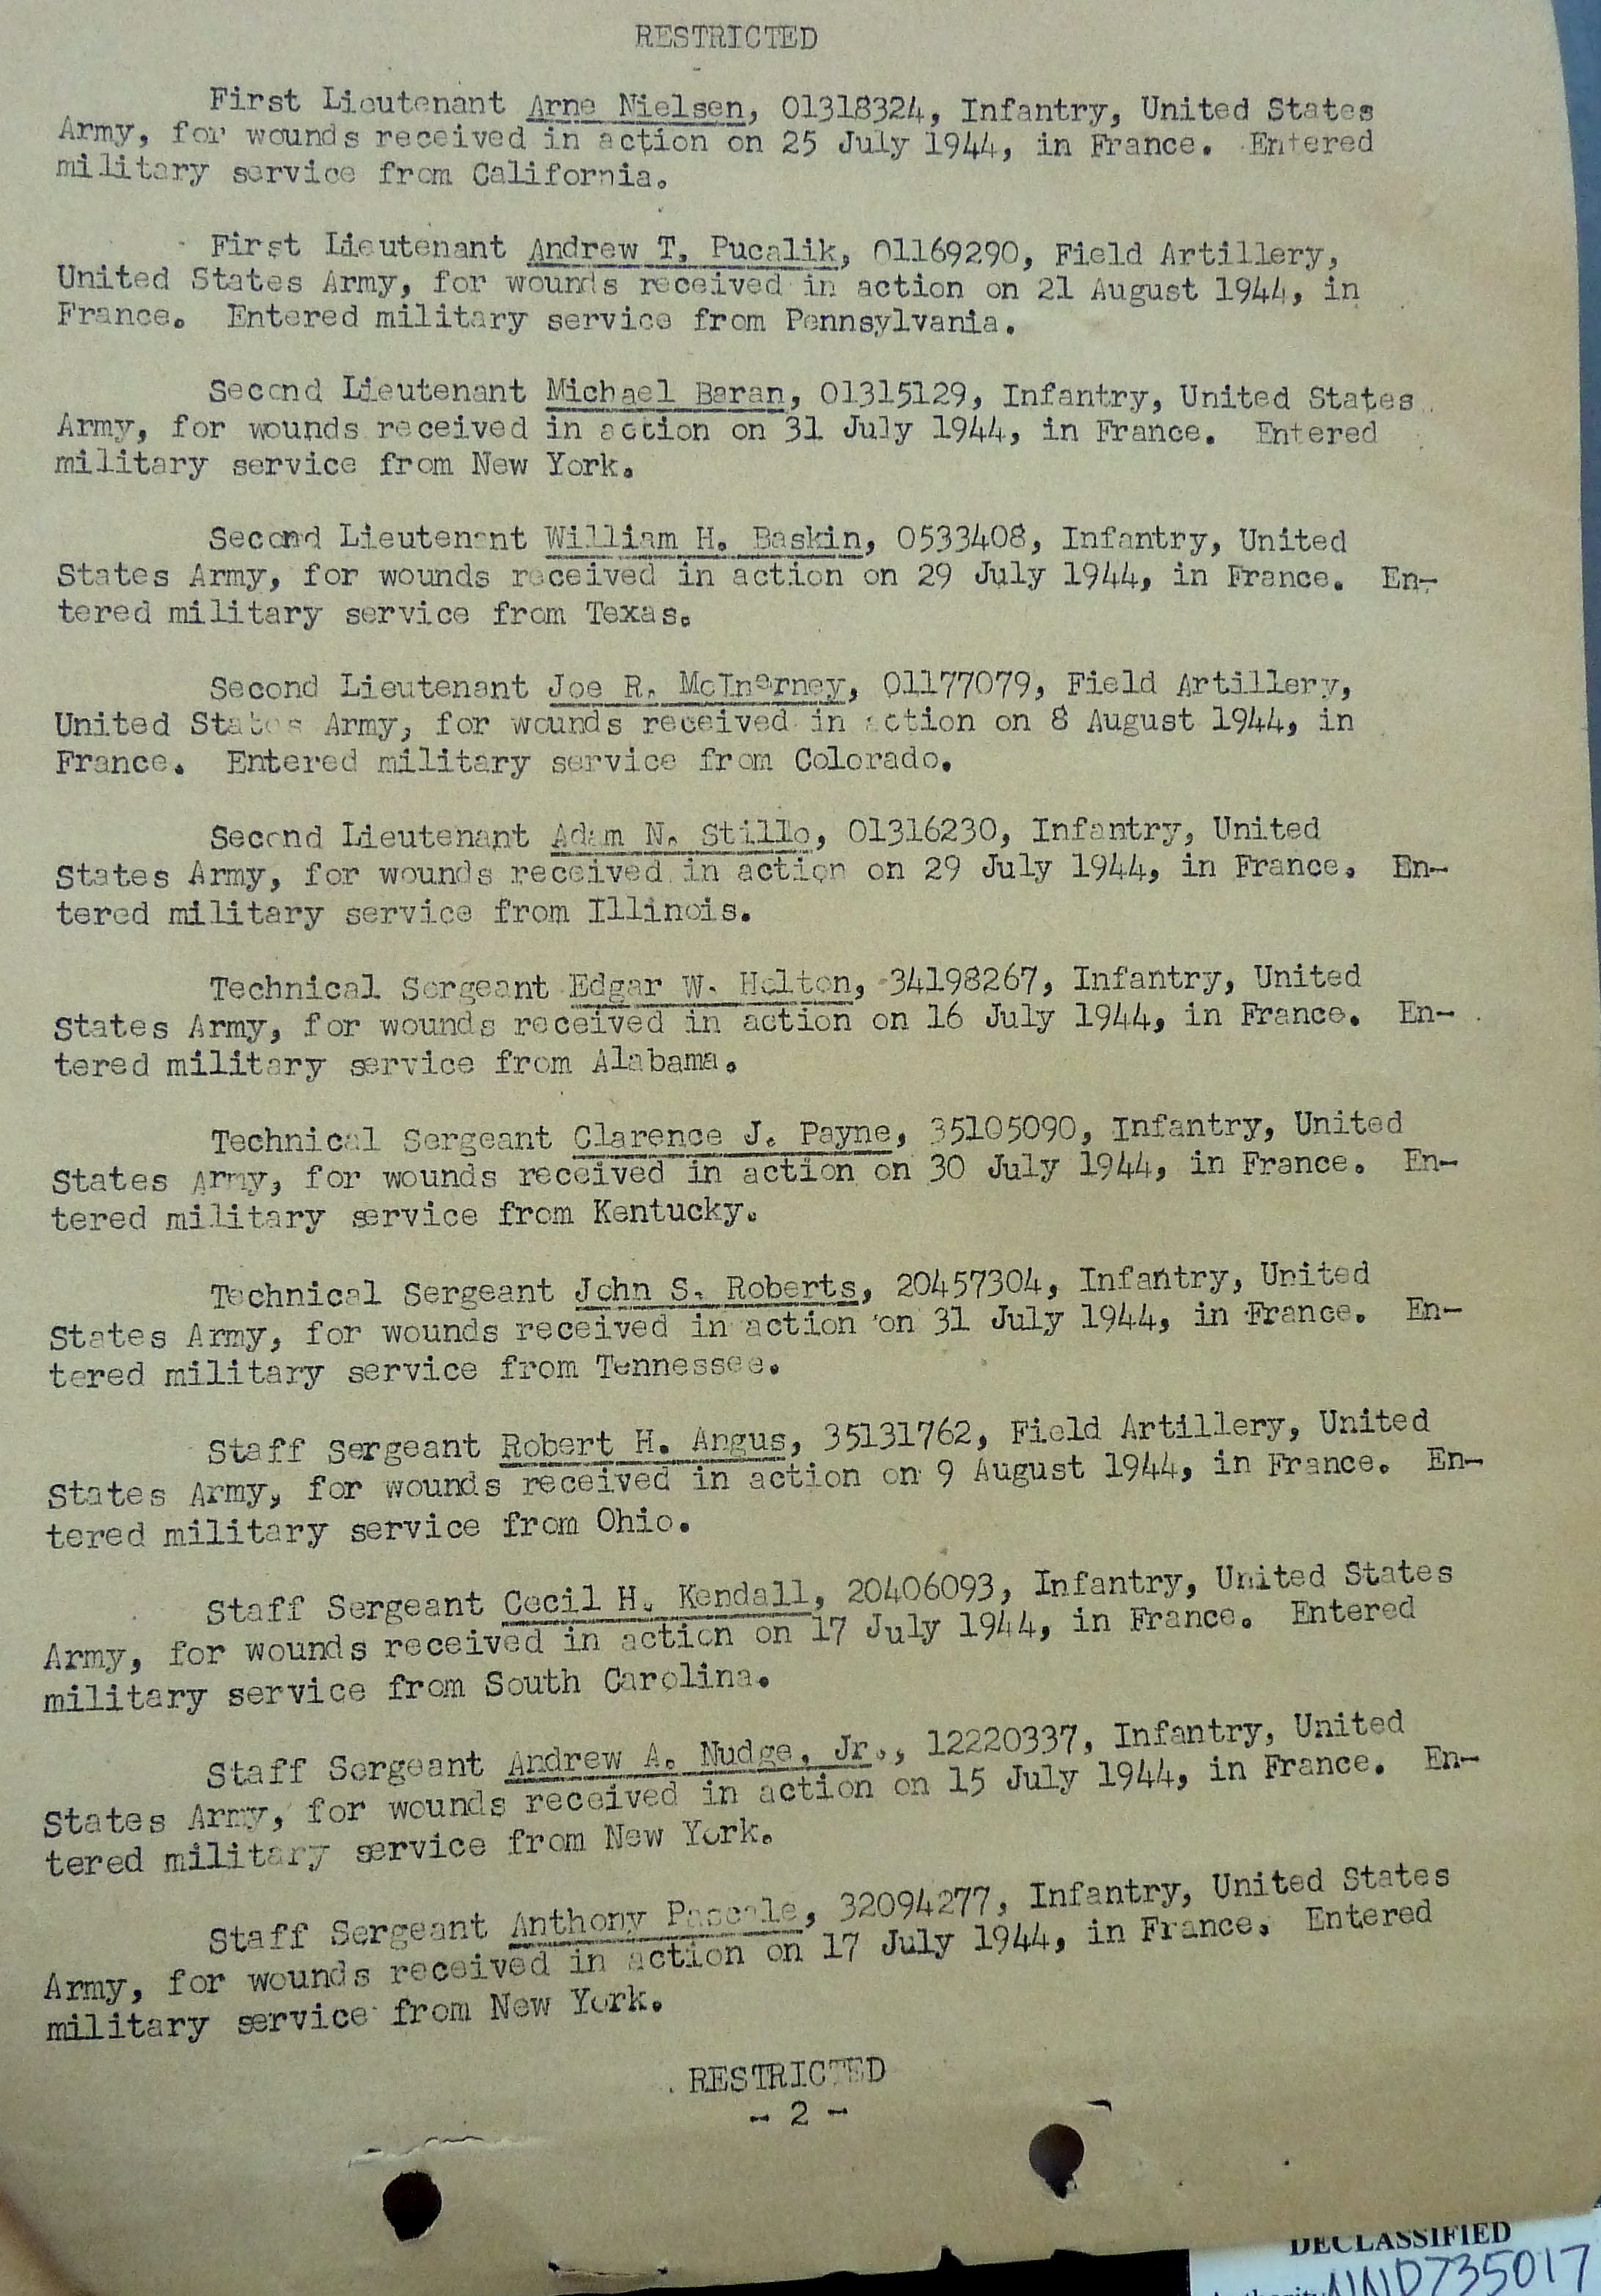 RESTRICTED
First Lieutenant Arne Nielsen, 01318324, Infantry, United States
Army, for wounds received in action on 25 July 1944, in France. Entered
military service from California.
First Lieutenant Andrew T. Pucalik, 01169290, Field Artillery,
United States Army, for wounds received in action on 21 August 1944, in
France. Entered military service from Pennsylvania.
Second Lieutenant Michael Baran, 01315129, Infantry, United States
Army, for wounds received in action on 31 July 1944, in France. Entered
military service from New York.
Second Lieutenant William H. Baskin, 0533408, Infantry, United
States Army, for wounds received in action on 29 July 1944, in France. En-
tered military service from Texas.
Second Lieutenant Joe R. McInerney, 01177079, Field Artillery,
United States Army, for wounds received in action on 8 August 1944, in
France. Entered military service from Colorado.
Second Lieutenant Adam N. Stillo, 01316230, Infantry, United
States Army, for wounds received in action on 29 July 1944, in France. En-
tered military service from Illinois.
Technical Sergeant Edgar W. Holton, 34198267, Infantry, United
States Army, for wounds received in action on 16 July 1944, in France. En-
tered military service from Alabama.
Technical Sergeant Clarence J. Payne, 35105090, Infantry, United
States Army, for wounds received in action on 30 July 1944, in France. En-
tered military service from Kentucky.
Technical Sergeant John S. Roberts, 20457304, Infantry, United
States Army, for wounds received in action on 31 July 1944, in France. En-
tered military service from Tennessee.
Staff Sergeant Robert H. Angus, 35131762, Field Artillery, United
States Army, for wounds received in action on 9 August 1944, in France. En-
tered military service from Ohio.
Staff Sergeant Cecil H. Kendall, 20406093, Infantry, United States
Army, for wounds received in action on 17 July 1944, in France. Entered
military service from South Carolina.
Staff Sergeant Andrew A. Nudge, Jr., 12220337, Infantry, United
States Army, for wounds received in action on 15 July 1944, in France. En-
tered military service from New York.
Staff Sergeant Anthony Pascale, 32094277, Infantry, United States
Army, for wounds received in action on 17 July 1944, in France. Entered
military service from New York.
RESTRICTED
- 2 -
DECLASSIFIED
NND735017